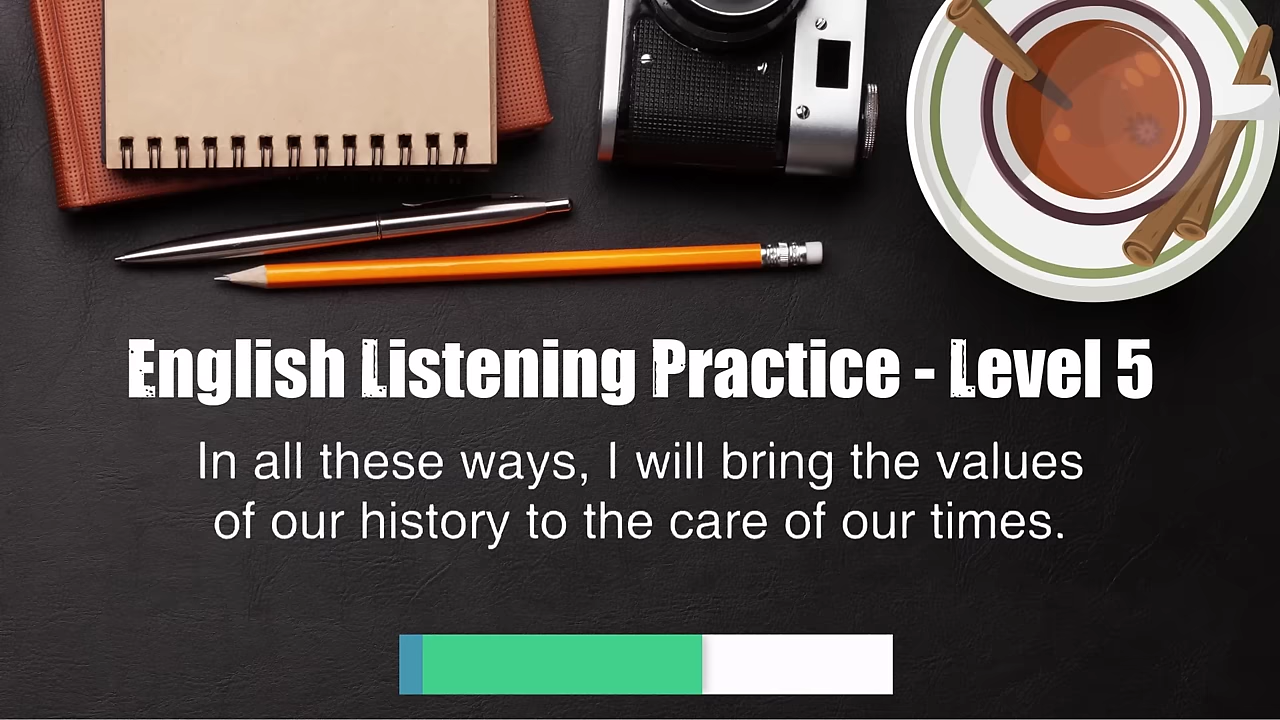 English Listening Practice - Level 5
In all these ways, I will bring the values
of our history to the care of our times.